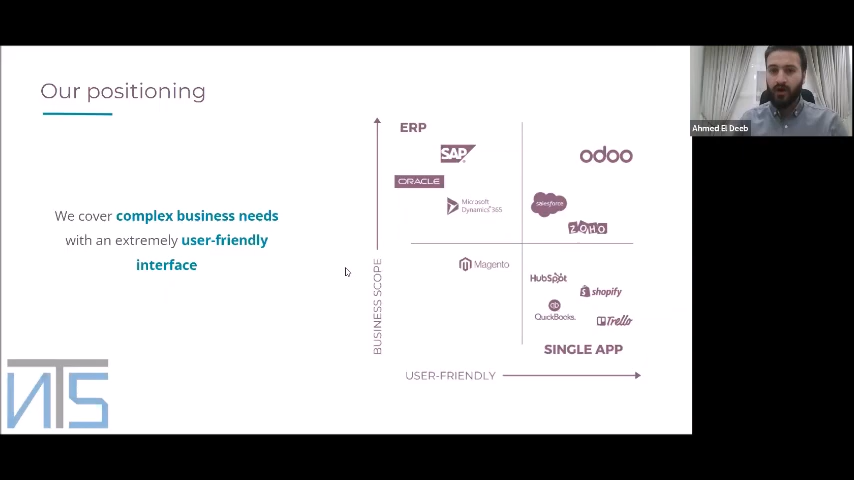 Our positioning
We cover complex business needs
with an extremely user-friendly
interface
ERP
SAP
ORACLE
Microsoft
Dynamics 365
odoo
salesforce
ZOHO
Magento
HubSpot
shopify
qb
QuickBooks.
Trello
SINGLE APP
BUSINESS SCOPE
USER-FRIENDLY
NTS
Ahmed El Deeb